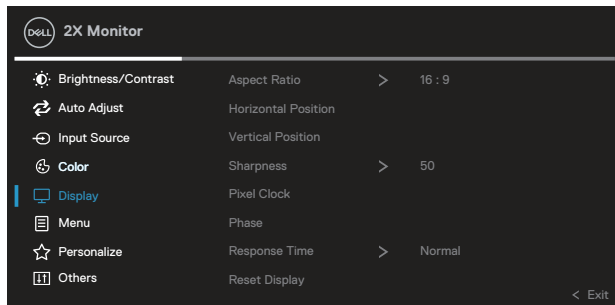 DELL 2X Monitor
Brightness/Contrast Aspect Ratio > 16 : 9
Auto Adjust Horizontal Position
Input Source Vertical Position
Color Sharpness > 50
Display Pixel Clock
Menu Phase
Personalize Response Time > Normal
Others Reset Display
< Exit